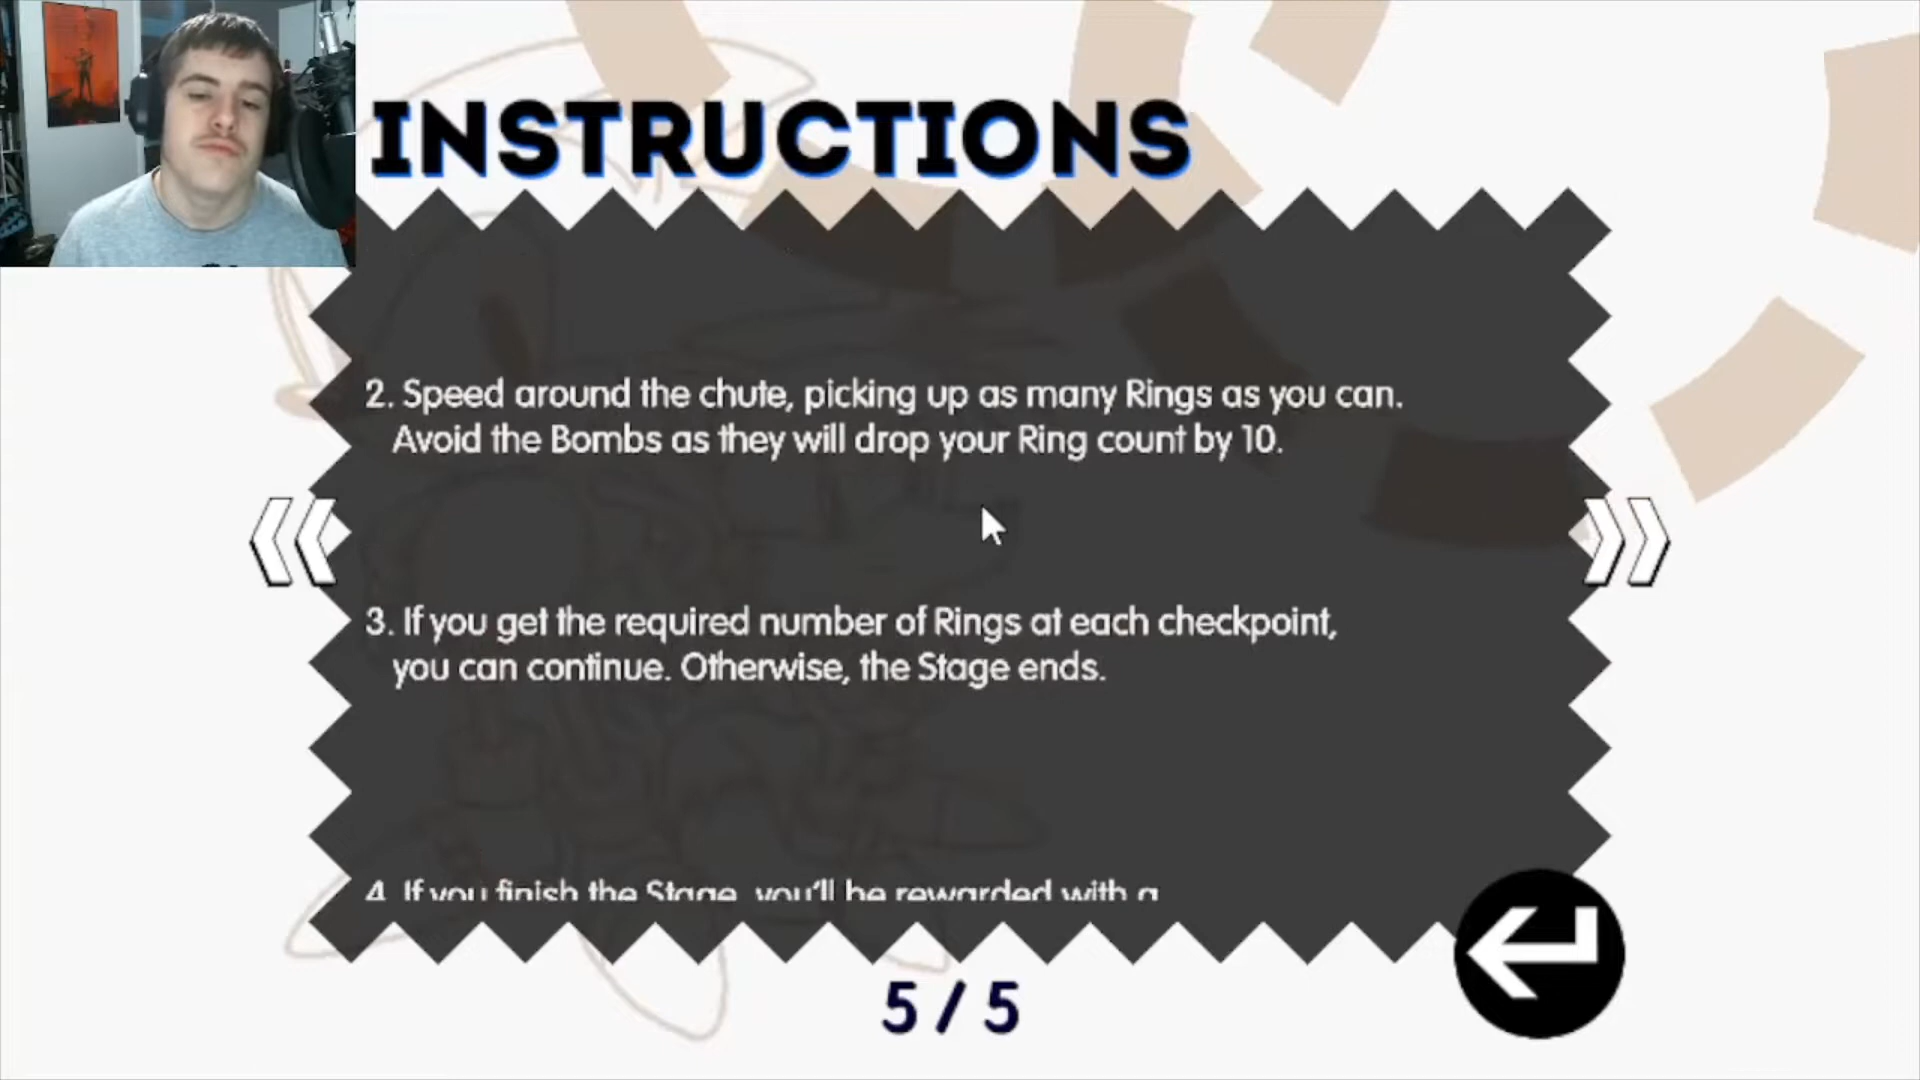 INSTRUCTIONS
2. Speed around the chute, picking up as many Rings as you can.
Avoid the Bombs as they will drop your Ring count by 10.
3. If you get the required number of Rings at each checkpoint,
you can continue. Otherwise, the Stage ends.
4. If you finish the Stage, you'll be rewarded with a
5 / 5